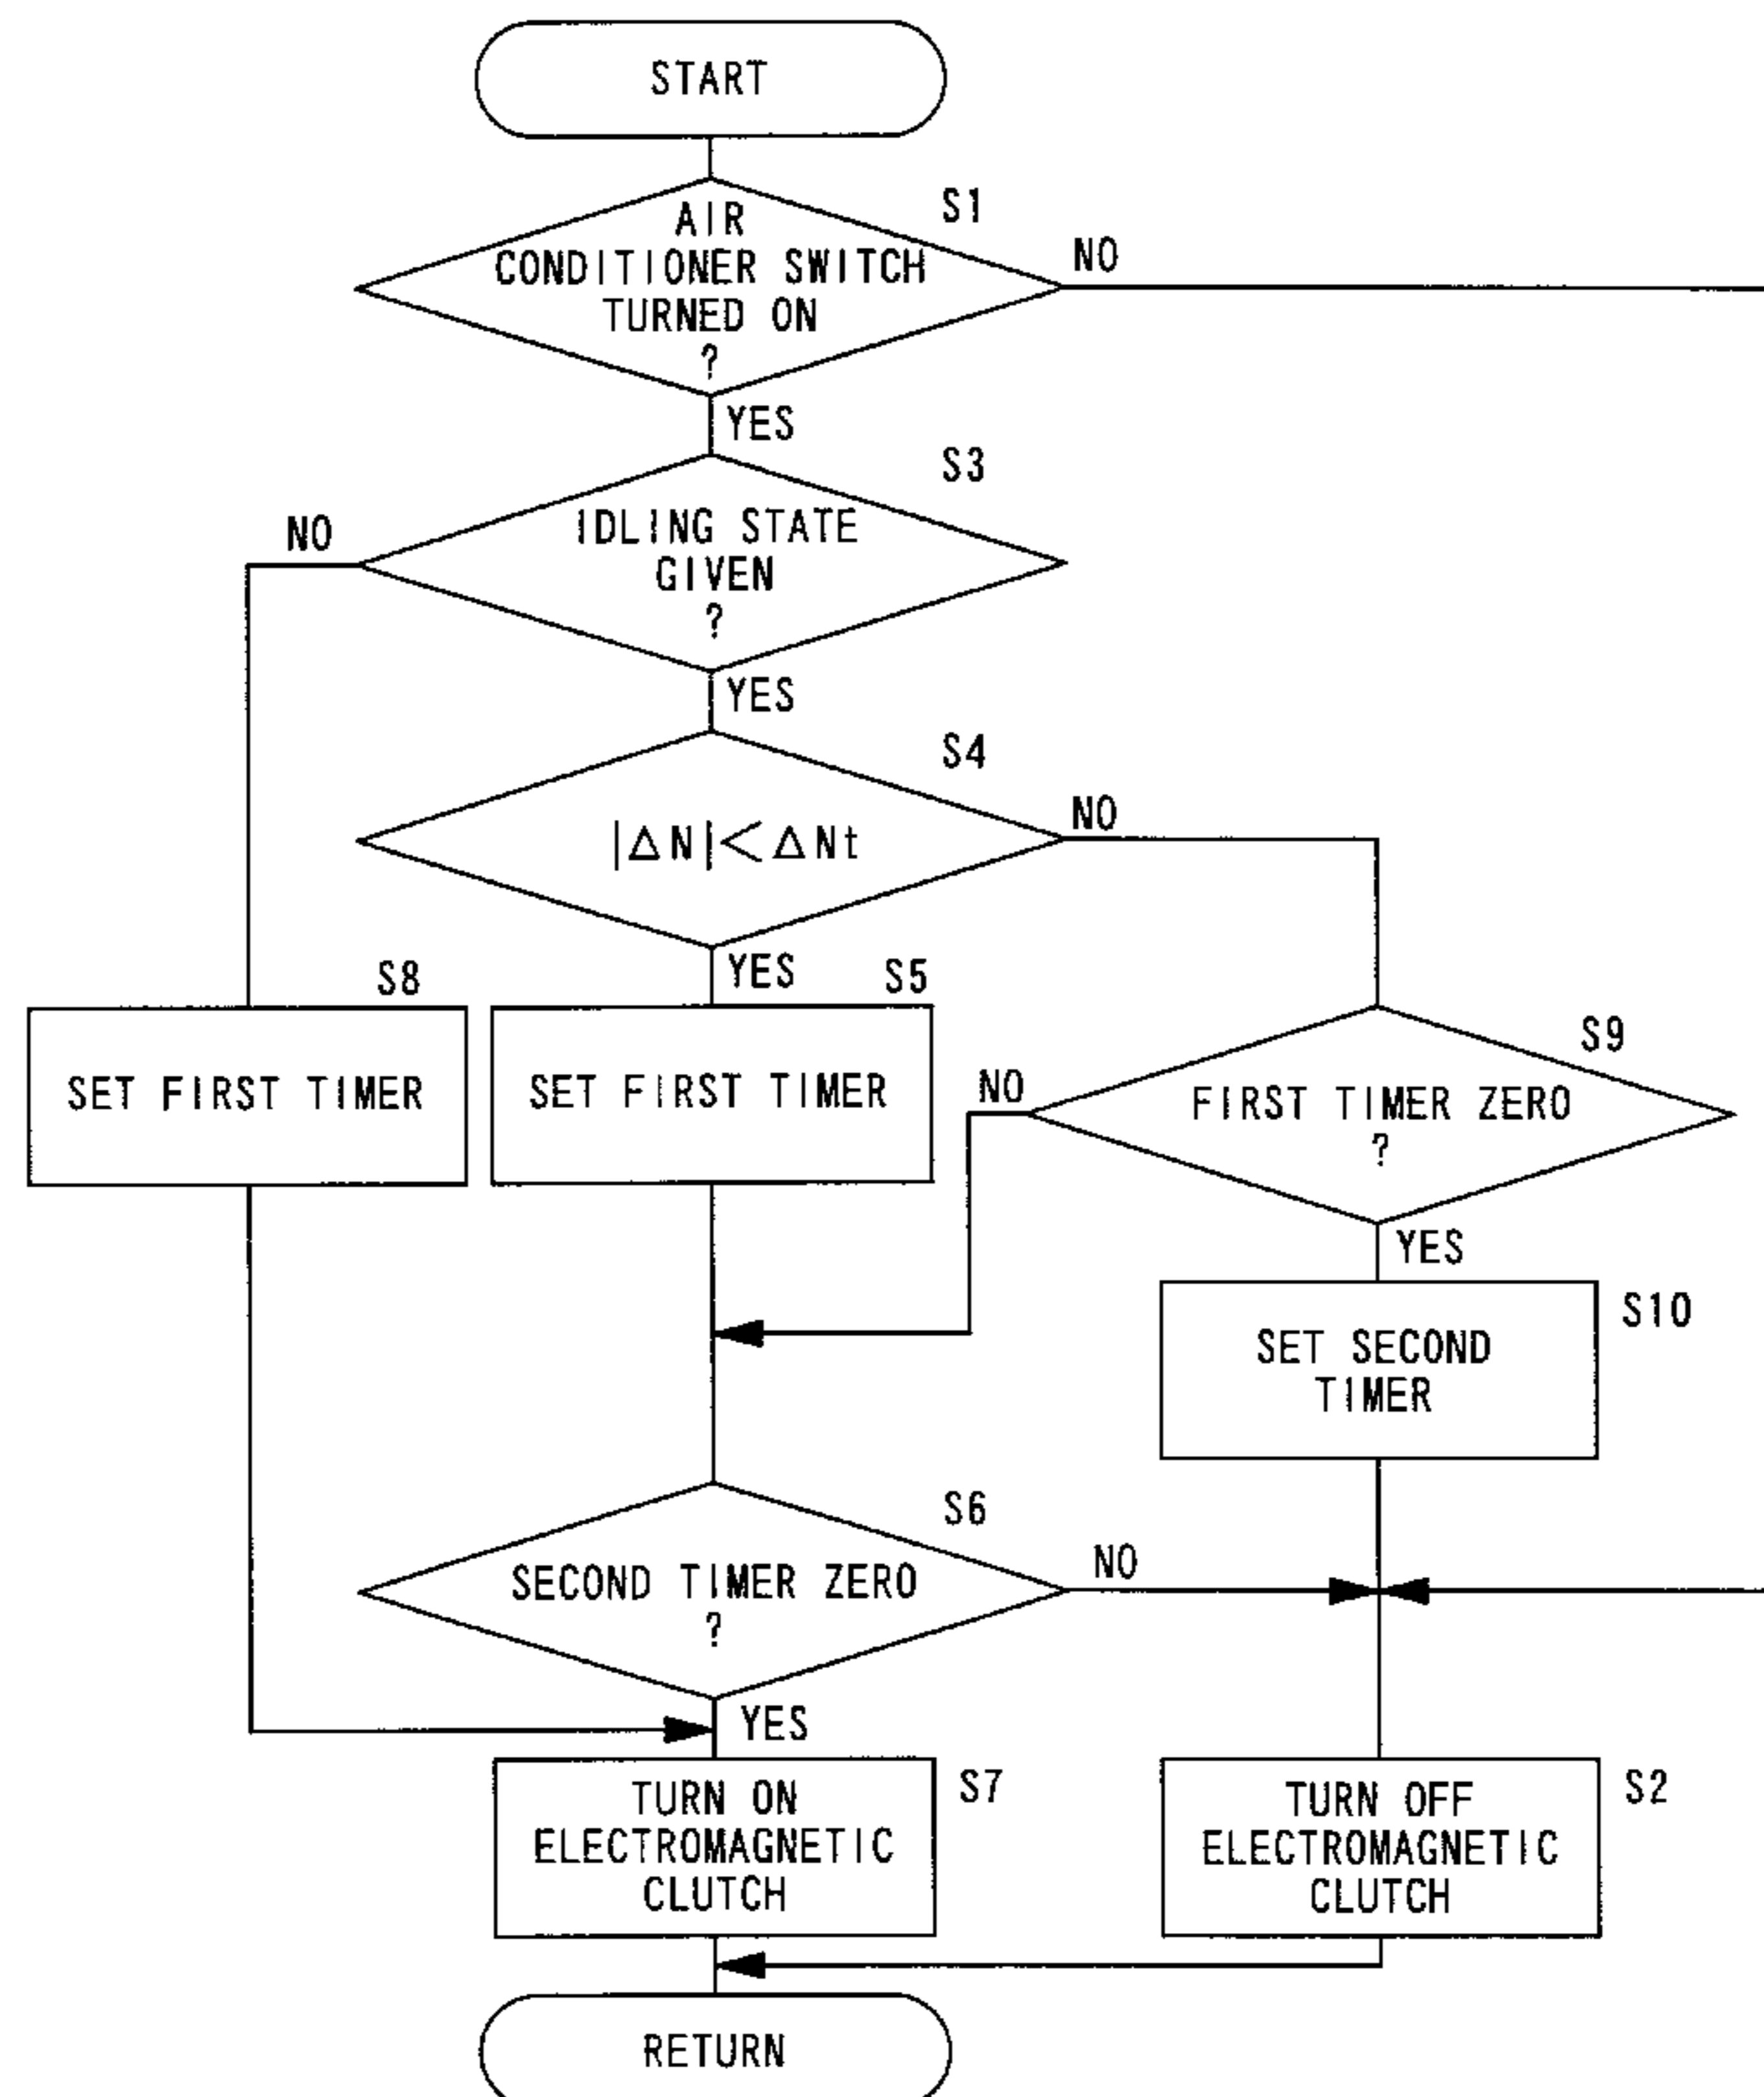 START
S1
AIR
CONDITIONER SWITCH
TURNED ON
?
NO
YES
S3
IDLING STATE
GIVEN
?
NO
YES
S4
|ΔN|<ΔNt
NO
YES
S8
SET FIRST TIMER
S5
SET FIRST TIMER
S9
FIRST TIMER ZERO
?
NO
YES
S10
SET SECOND
TIMER
S6
SECOND TIMER ZERO
?
NO
YES
S7
TURN ON
ELECTROMAGNETIC
CLUTCH
S2
TURN OFF
ELECTROMAGNETIC
CLUTCH
RETURN